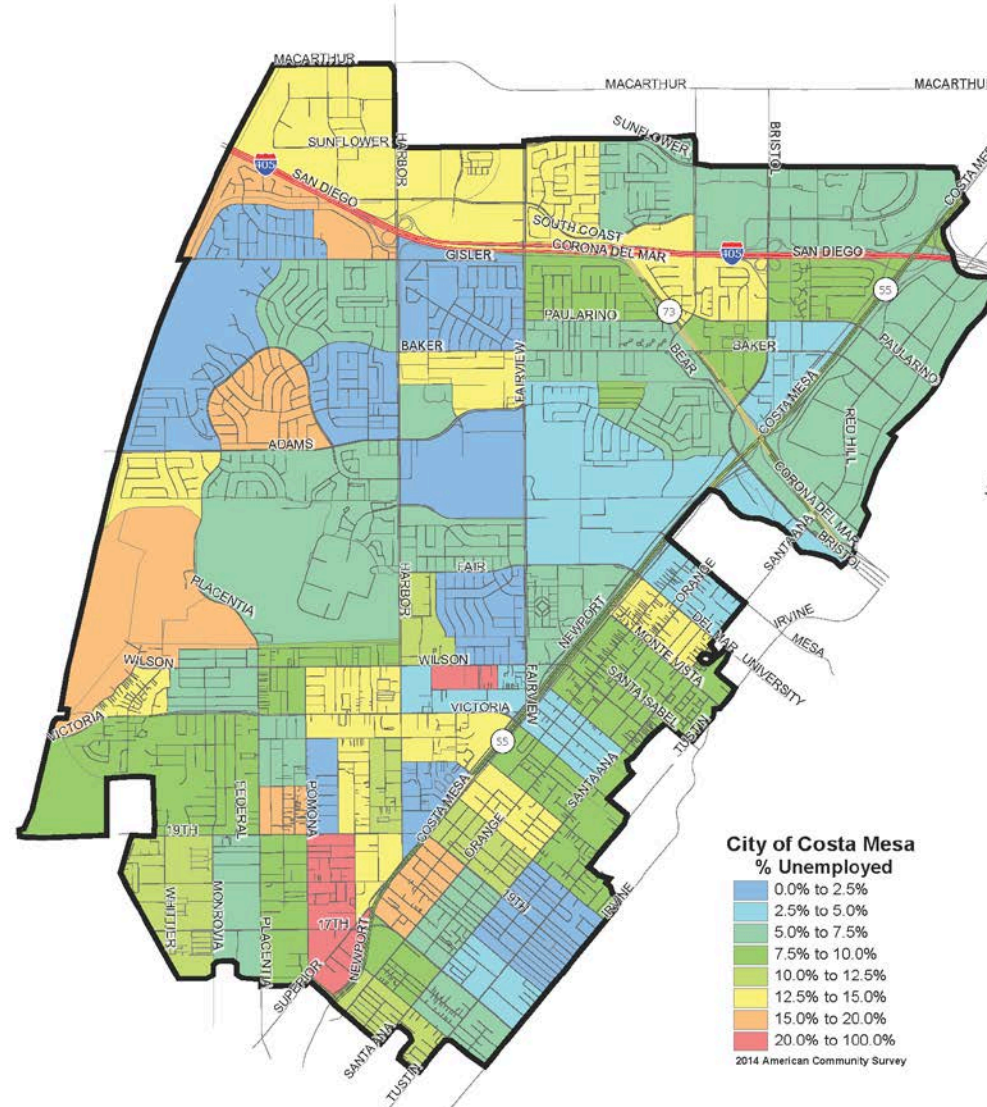 MACARTHUR
MACARTHUR
MACARTHUR
SUNFLOWER
HARBOR
SUNFLOWER
BRISTOL
COSTA MESA
405
SAN DIEGO
SOUTH COAST
CORONA DEL MAR
GISLER
405
SAN DIEGO
55
73
PAULARINO
BAKER
FAIRVIEW
BEAR
BAKER
PAULARINO
COSTA MESA
RED HILL
ADAMS
CORONA DEL MAR
BRISTOL
SANTA ANA
PLACENTIA
HARBOR
FAIR
NEWPORT
ORANGE
DEL MAR
IRVINE
MESA
UNIVERSITY
MONTE VISTA
WILSON
WILSON
FAIRVIEW
SANTA ISABEL
TUSTIN
VICTORIA
VICTORIA
55
SANTA ANA
COSTA MESA
FEDERAL
POMONA
ORANGE
19TH
19TH
IRVINE
WHITTIER
MONROVIA
PLACENTIA
17TH
NEWPORT
SUPERIOR
SANTA ANA
TUSTIN
City of Costa Mesa
% Unemployed
0.0% to 2.5%
2.5% to 5.0%
5.0% to 7.5%
7.5% to 10.0%
10.0% to 12.5%
12.5% to 15.0%
15.0% to 20.0%
20.0% to 100.0%
2014 American Community Survey